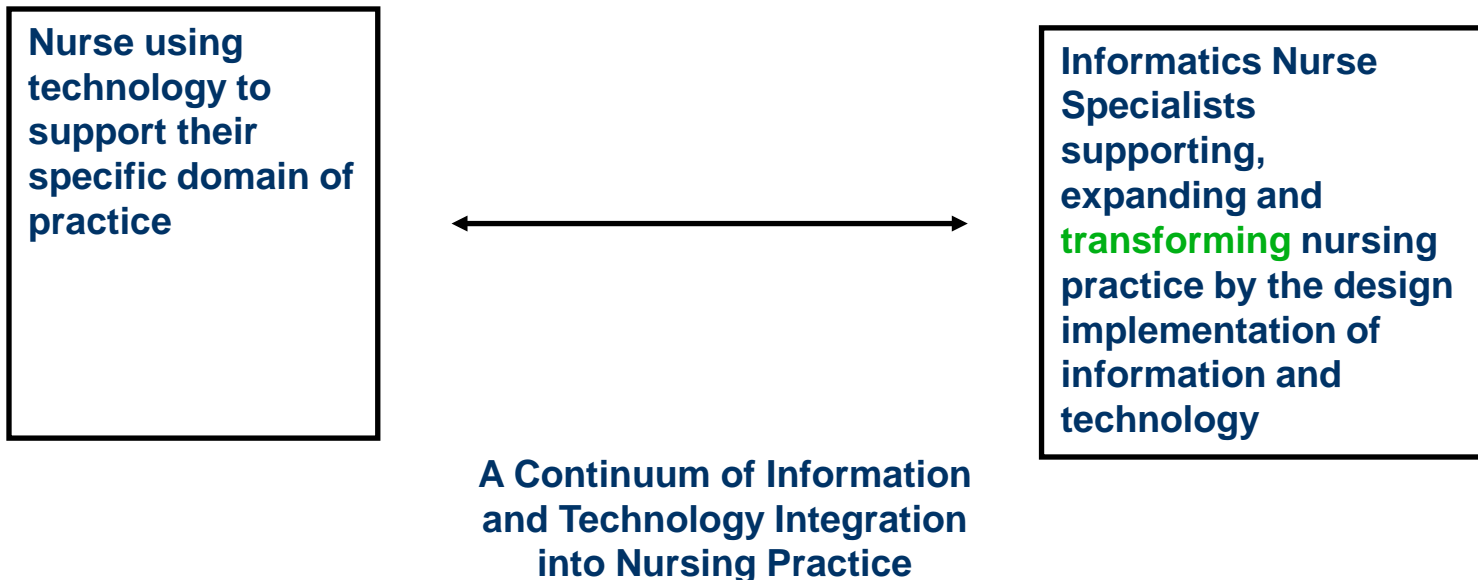 Nurse using
technology to
support their
specific domain of
practice
Informatics Nurse
Specialists
supporting,
expanding and
transforming nursing
practice by the design
implementation of
information and
technology
A Continuum of Information
and Technology Integration
into Nursing Practice